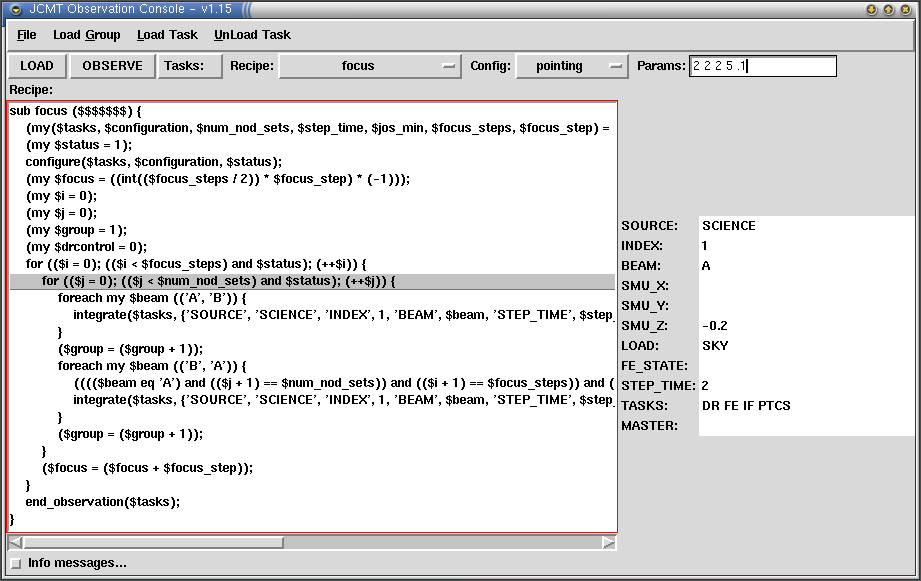 JCMT Observation Console - v1.15
File Load Group Load Task UnLoad Task
LOAD OBSERVE Tasks: Recipe: focus Config: pointing Params: 2 2 2 5 .1
Recipe:
sub focus ($$$$$$$) {
(my($tasks, $configuration, $num_nod_sets, $step_time, $jos_min, $focus_steps, $focus_step) =
(my $status = 1);
configure($tasks, $configuration, $status);
(my $focus = ((int(($focus_steps / 2)) * $focus_step) * (-1)));
(my $i = 0);
(my $j = 0);
(my $group = 1);
(my $drcontrol = 0);
for (($i = 0); (($i < $focus_steps) and $status); (++$i)) {
for (($j = 0); (($j < $num_nod_sets) and $status); (++$j)) {
foreach my $beam (('A', 'B')) {
integrate($tasks, {'SOURCE', 'SCIENCE', 'INDEX', 1, 'BEAM', $beam, 'STEP_TIME', $step_
}
($group = ($group + 1));
foreach my $beam (('B', 'A')) {
(((($beam eq 'A') and (($j + 1) == $num_nod_sets)) and (($i + 1) == $focus_steps)) and (
integrate($tasks, {'SOURCE', 'SCIENCE', 'INDEX', 1, 'BEAM', $beam, 'STEP_TIME', $step_
}
($group = ($group + 1));
}
($focus = ($focus + $focus_step));
}
end_observation($tasks);
}
SOURCE: SCIENCE
INDEX: 1
BEAM: A
SMU_X:
SMU_Y:
SMU_Z: -0.2
LOAD: SKY
FE_STATE:
STEP_TIME: 2
TASKS: DR FE IF PTCS
MASTER:
Info messages...